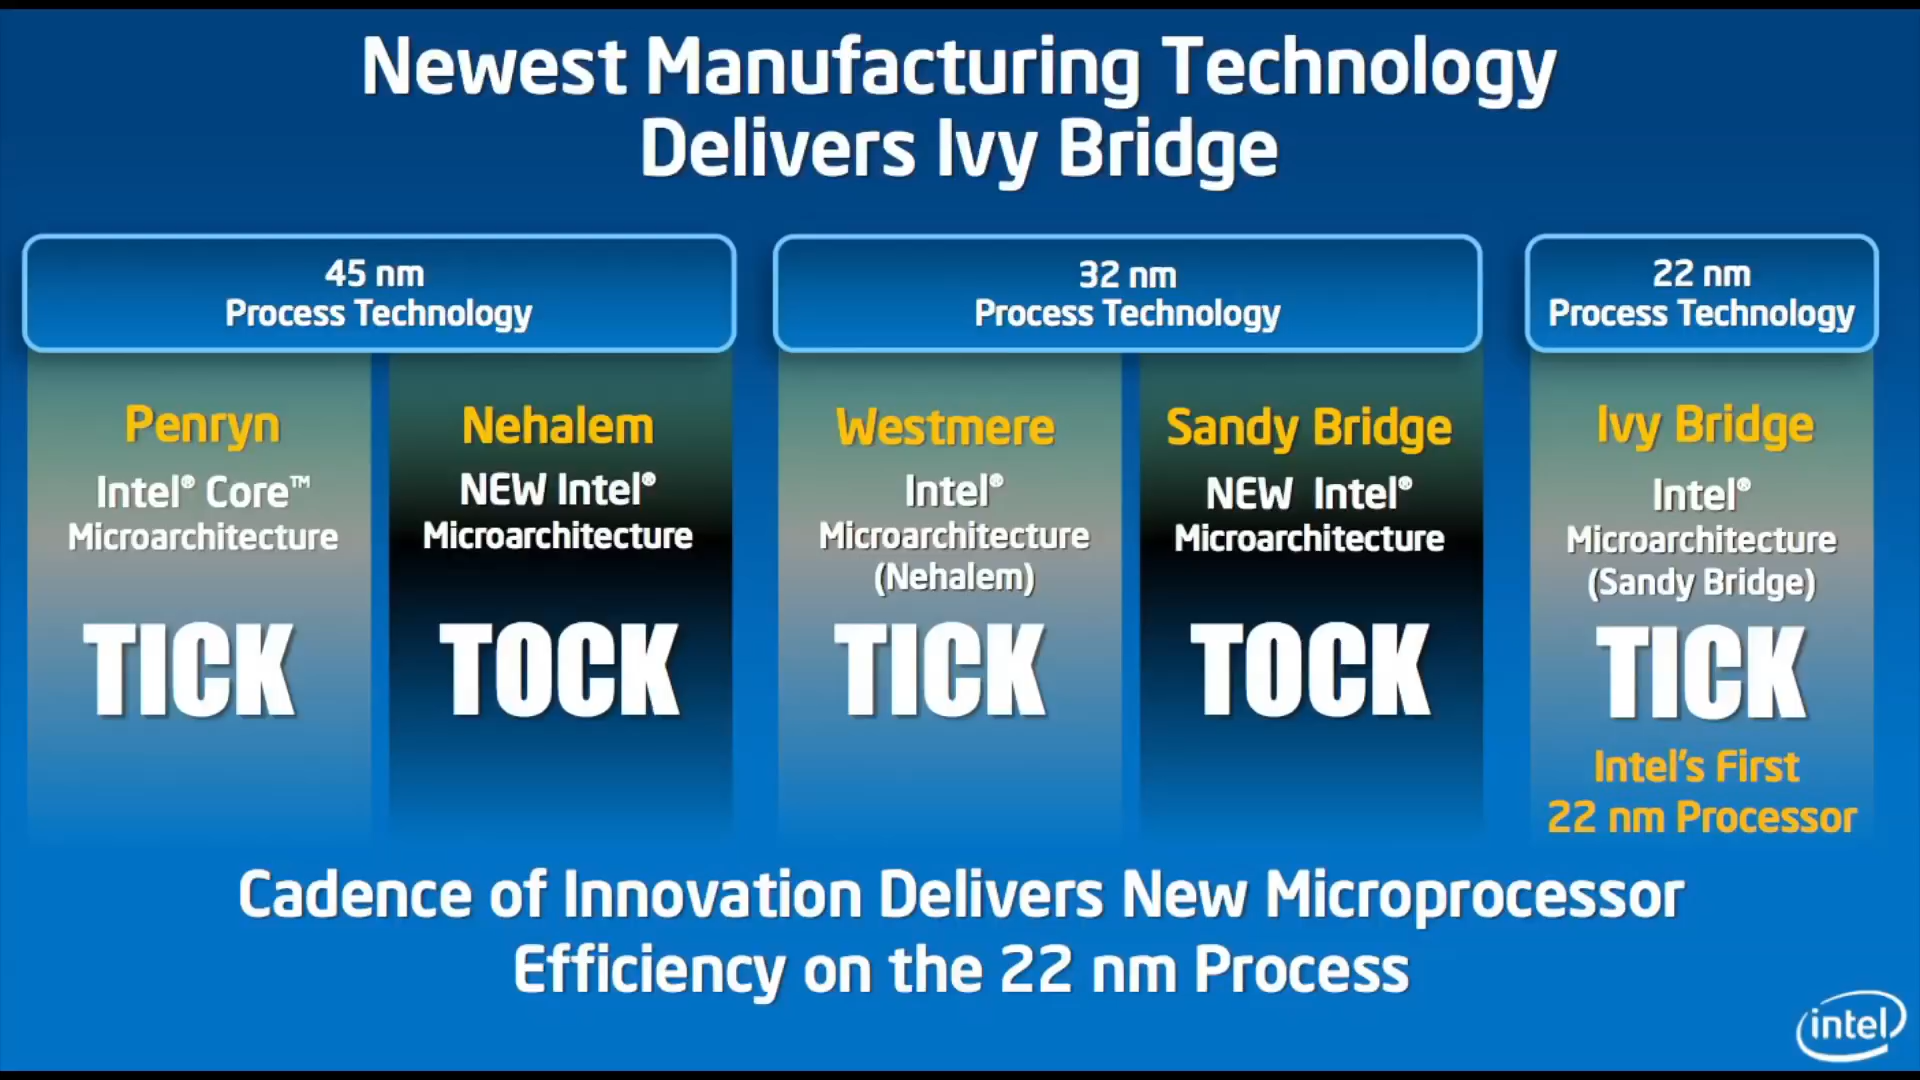 Newest Manufacturing Technology
Delivers Ivy Bridge
45 nm
Process Technology
32 nm
Process Technology
22 nm
Process Technology
Penryn
Intel® Core™
Microarchitecture
TICK
Nehalem
NEW Intel®
Microarchitecture
TOCK
Westmere
Intel®
Microarchitecture
(Nehalem)
TICK
Sandy Bridge
NEW Intel®
Microarchitecture
TOCK
Ivy Bridge
Intel®
Microarchitecture
(Sandy Bridge)
TICK
Intel's First
22 nm Processor
Cadence of Innovation Delivers New Microprocessor
Efficiency on the 22 nm Process
intel